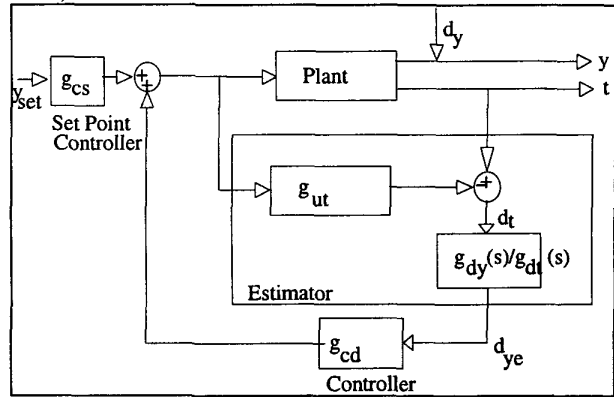 d_y
y
t
Plant
y_set
g_cs
+
+
Set Point
Controller
g_ut
-
+
d_t
g_dy(s)/g_dt(s)
Estimator
g_cd
d_ye
Controller